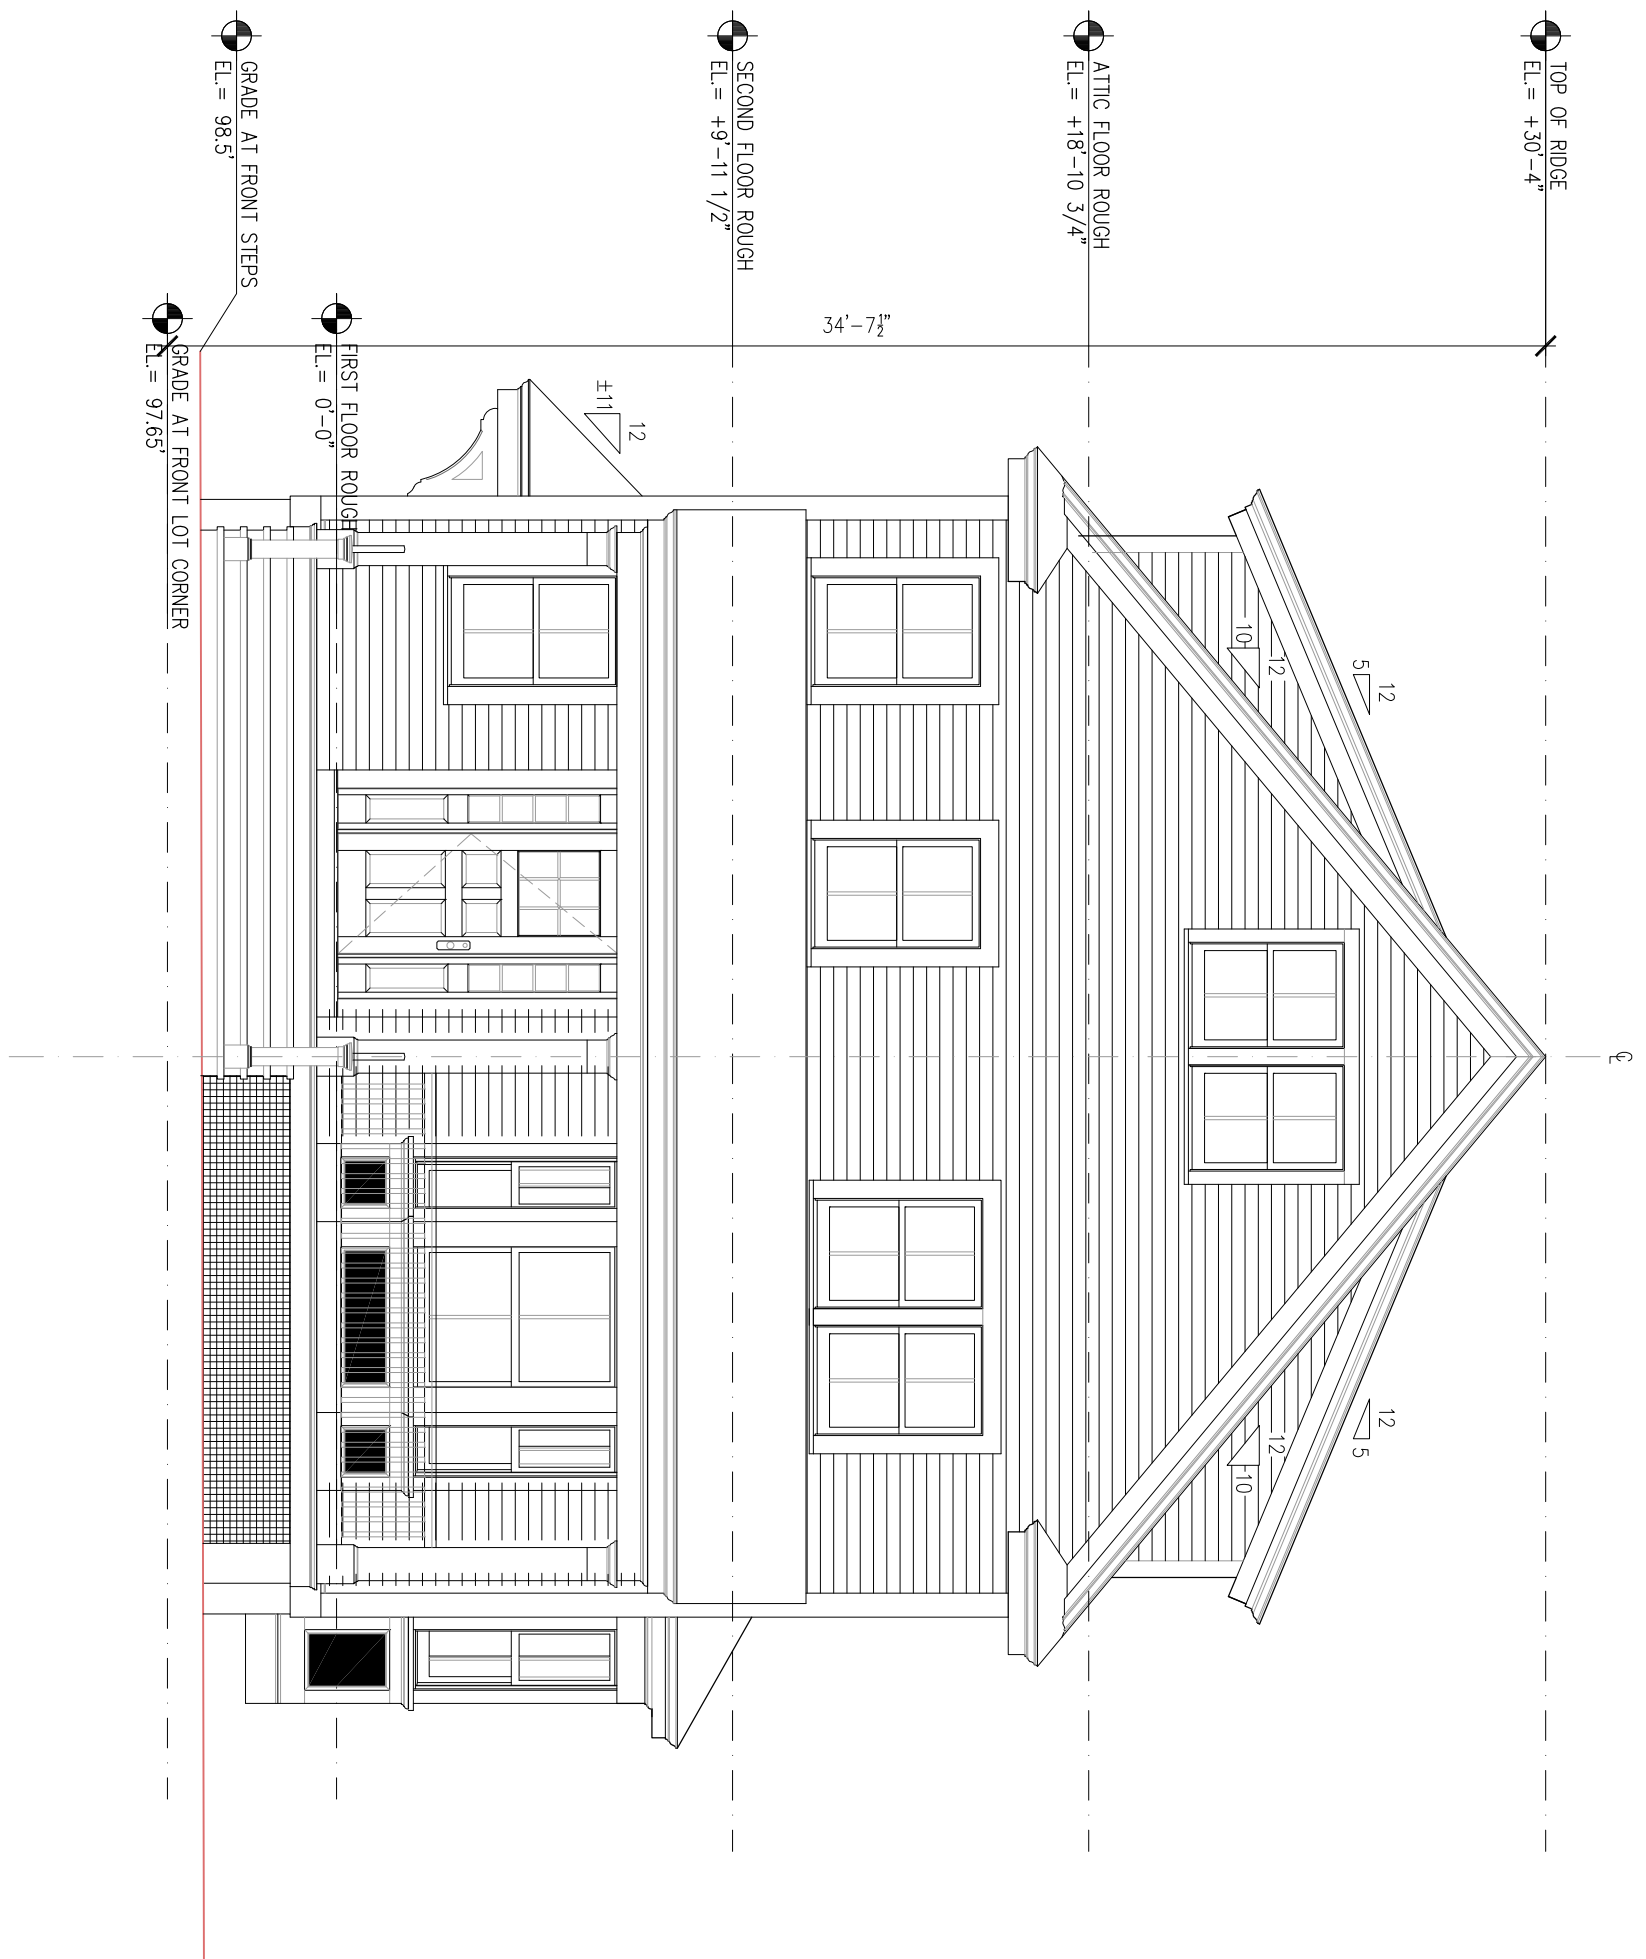 TOP OF RIDGE
EL.= +30'-4"
ATTIC FLOOR ROUGH
EL.= +18'-10 3/4"
SECOND FLOOR ROUGH
EL.= +9'-11 1/2"
GRADE AT FRONT STEPS
EL.= 98.5'
FIRST FLOOR ROUGH
EL.= 0'-0"
GRADE AT FRONT LOT CORNER
EL.= 97.65'
34'-7½"
12
±11
12
5
12
10
12
5
12
10
℄